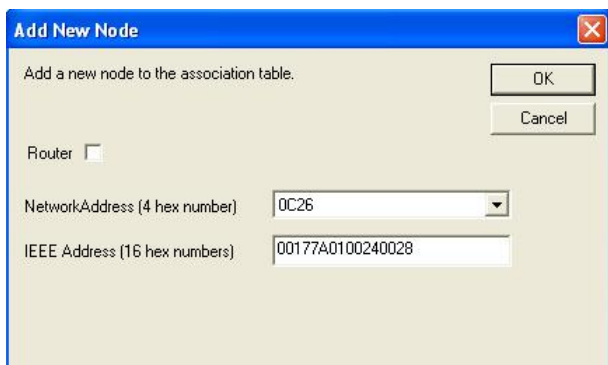 Add New Node
Add a new node to the association table.
OK
Cancel
Router
NetworkAddress (4 hex number)
0C26
IEEE Address (16 hex numbers)
00177A0100240028